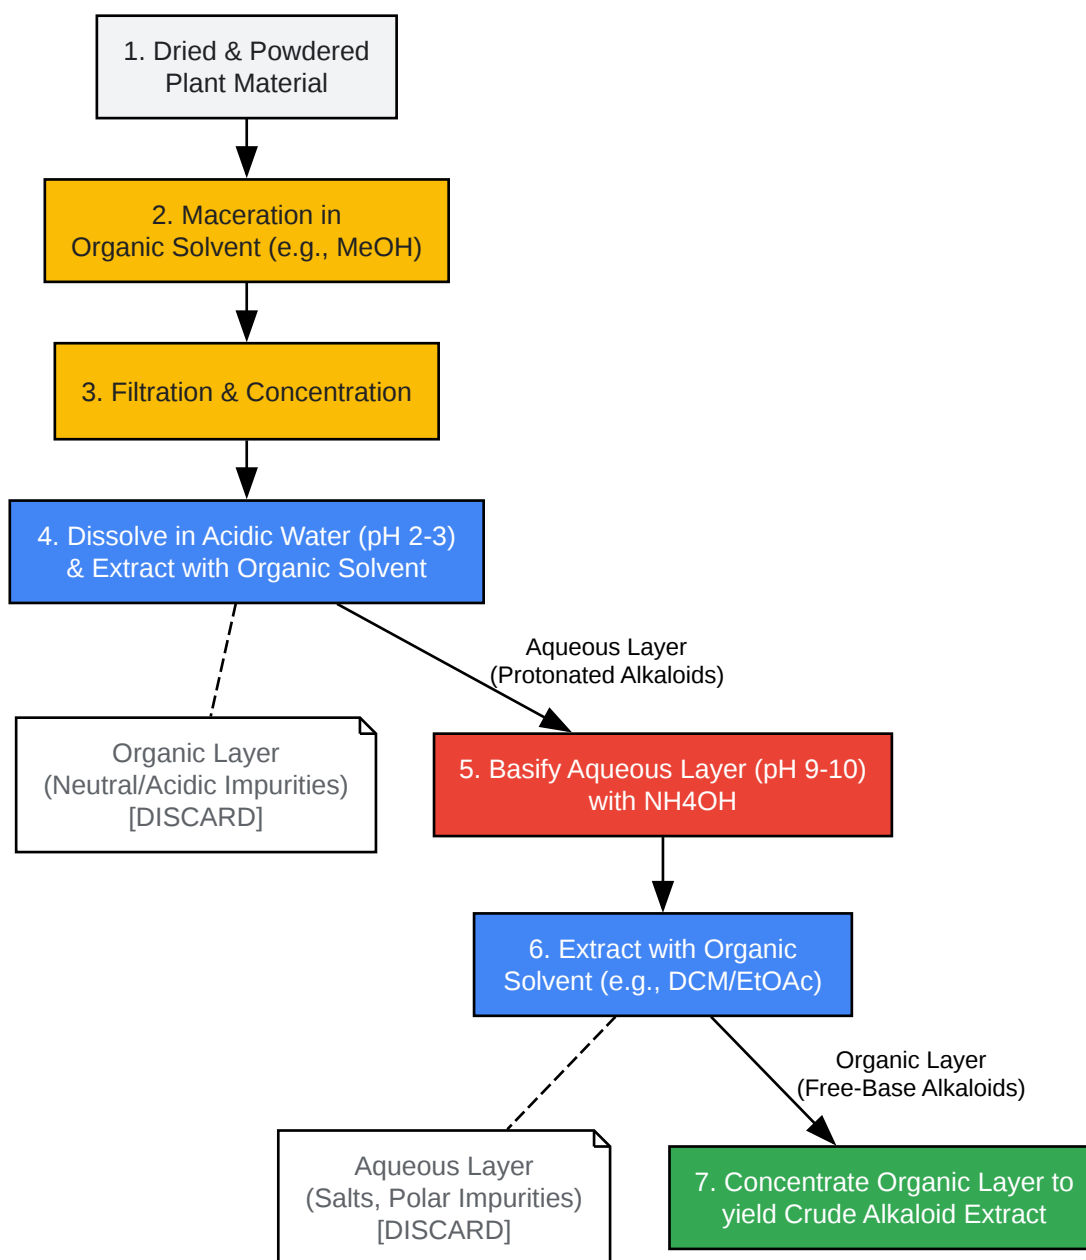 1. Dried & Powdered
Plant Material
2. Maceration in
Organic Solvent (e.g., MeOH)
3. Filtration & Concentration
4. Dissolve in Acidic Water (pH 2-3)
& Extract with Organic Solvent
Aqueous Layer
(Protonated Alkaloids)
Organic Layer
(Neutral/Acidic Impurities)
[DISCARD]
5. Basify Aqueous Layer (pH 9-10)
with NH4OH
6. Extract with Organic
Solvent (e.g., DCM/EtOAc)
Organic Layer
(Free-Base Alkaloids)
Aqueous Layer
(Salts, Polar Impurities)
[DISCARD]
7. Concentrate Organic Layer to
yield Crude Alkaloid Extract